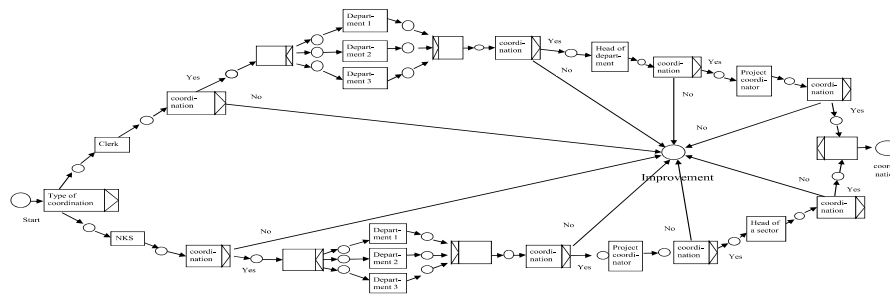 Depart-
ment 1
Depart-
ment 2
Depart-
ment 3
Yes
coordi-
nation
No
coordi-
nation
Yes
No
Head of
department
coordi-
nation
Yes
No
Project
coordi-
nator
coordi-
nation
No
Yes
Clerk
Type of
coordination
Start
Improvement
coor-
nati
NKS
coordi-
nation
No
Yes
Depart-
ment 1
Depart-
ment 2
Depart-
ment 3
coordi-
nation
No
Yes
Project
coordi-
nator
coordi-
nation
No
Yes
Head of
a sector
coordi-
nation
No
Yes